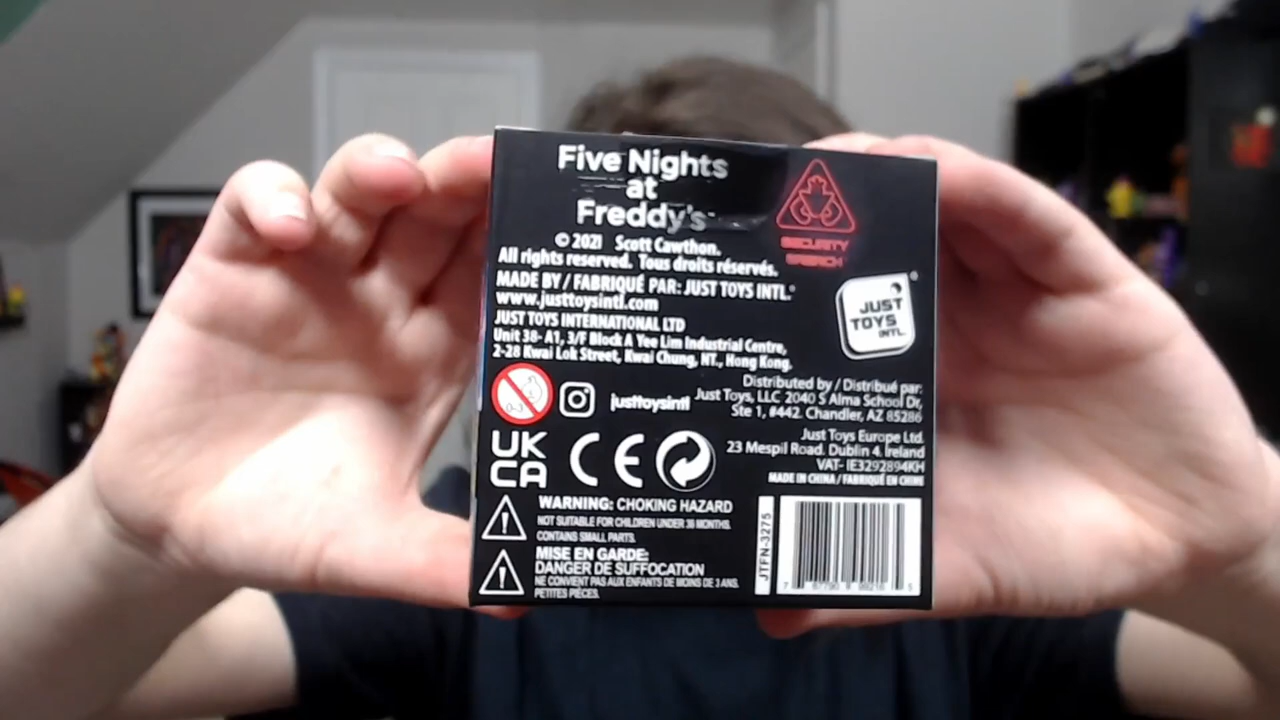 Five Nights
at
Freddy's
SECURITY
BREACH
© 2021 Scott Cawthon.
All rights reserved. Tous droits réservés.
MADE BY / FABRIQUÉ PAR: JUST TOYS INTL.®
www.justtoysintl.com
JUST TOYS INTERNATIONAL LTD
Unit 38- A1, 3/F Block A Yee Lim Industrial Centre,
2-28 Kwai Lok Street, Kwai Chung, NT., Hong Kong.
JUST
TOYS
INTL.
0-3
justtoysintl
Distributed by / Distribué par:
Just Toys, LLC 2040 S Alma School Dr,
Ste 1, #442. Chandler, AZ 85286
Just Toys Europe Ltd.
23 Mespil Road. Dublin 4. Ireland
VAT- IE3292894KH
MADE IN CHINA / FABRIQUÉ EN CHINE
UK
CA
CE
WARNING: CHOKING HAZARD
NOT SUITABLE FOR CHILDREN UNDER 36 MONTHS.
CONTAINS SMALL PARTS.
MISE EN GARDE:
DANGER DE SUFFOCATION
NE CONVIENT PAS AUX ENFANTS DE MOINS DE 3 ANS.
PETITES PIÈCES.
JTFN-3275